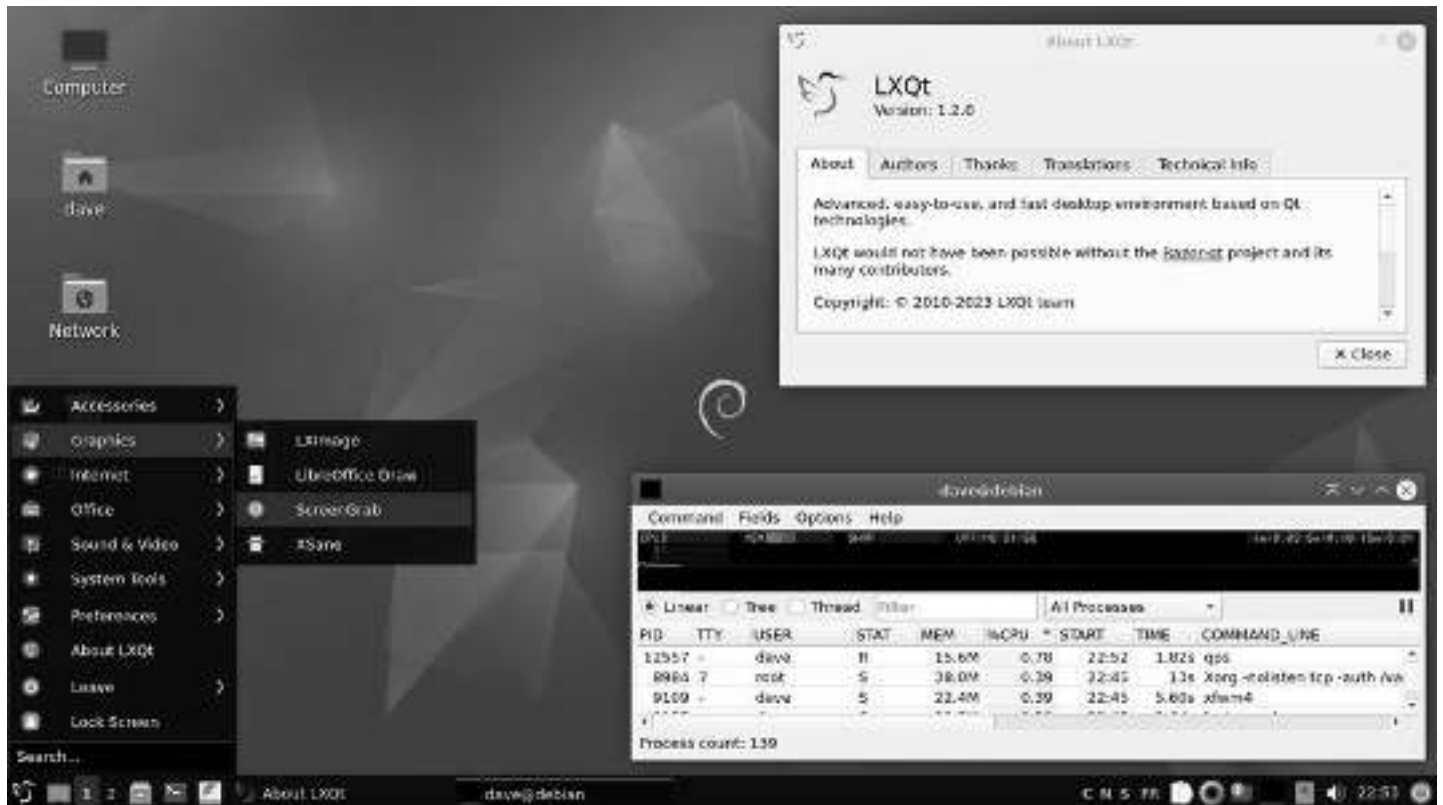 Computer
dave
Network
About LXQt
LXQt
Version: 1.2.0
About Authors Thanks Translations Technical Info
Advanced, easy-to-use, and fast desktop environment based on Qt
technologies.
LXQt would not have been possible without the Razor-qt project and its
many contributors.
Copyright: © 2010-2023 LXQt team
Close
Accessories
Graphics
Internet
Office
Sound & Video
System Tools
Preferences
About LXQt
Leave
Lock Screen
Search...
LXImage
LibreOffice Draw
ScreenGrab
XSane
dave@debian
Command Fields Options Help
Linear Tree Thread Filter All Processes
PID TTY USER STAT MEM %CPU START TIME COMMAND_LINE
12557 - dave R 15.6M 0.78 22:52 1.82s qps
8984 7 root S 38.0M 0.39 22:45 13s Xorg -nolisten tcp -auth /va
9109 - dave S 22.4M 0.39 22:45 5.60s xfwm4
Process count: 139
1 2 About LXQt dave@debian C N S FR 22:53